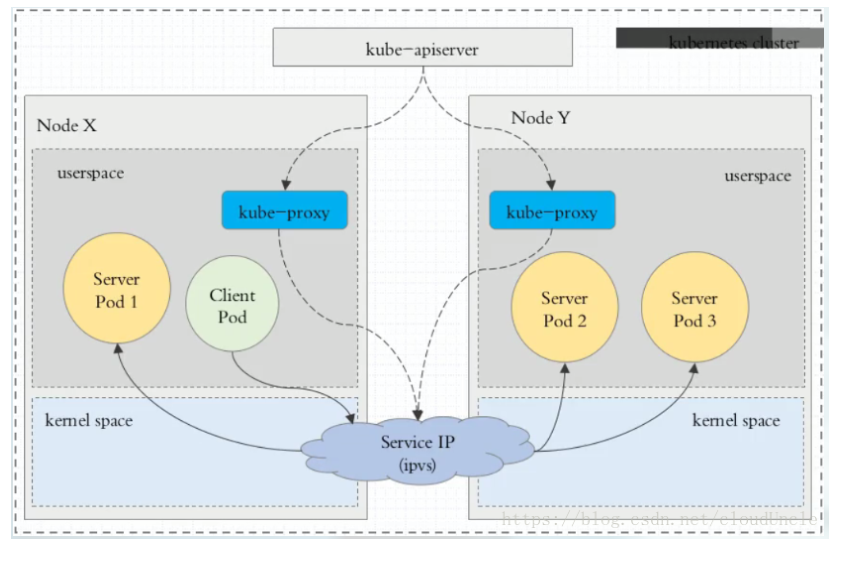 kube-apiserver
kubernetes cluster
Node X
Node Y
userspace
userspace
kube-proxy
kube-proxy
Server
Pod 1
Client
Pod
Server
Pod 2
Server
Pod 3
kernel space
kernel space
Service IP
(ipvs)
https://blog.csdn.net/cloudUncle